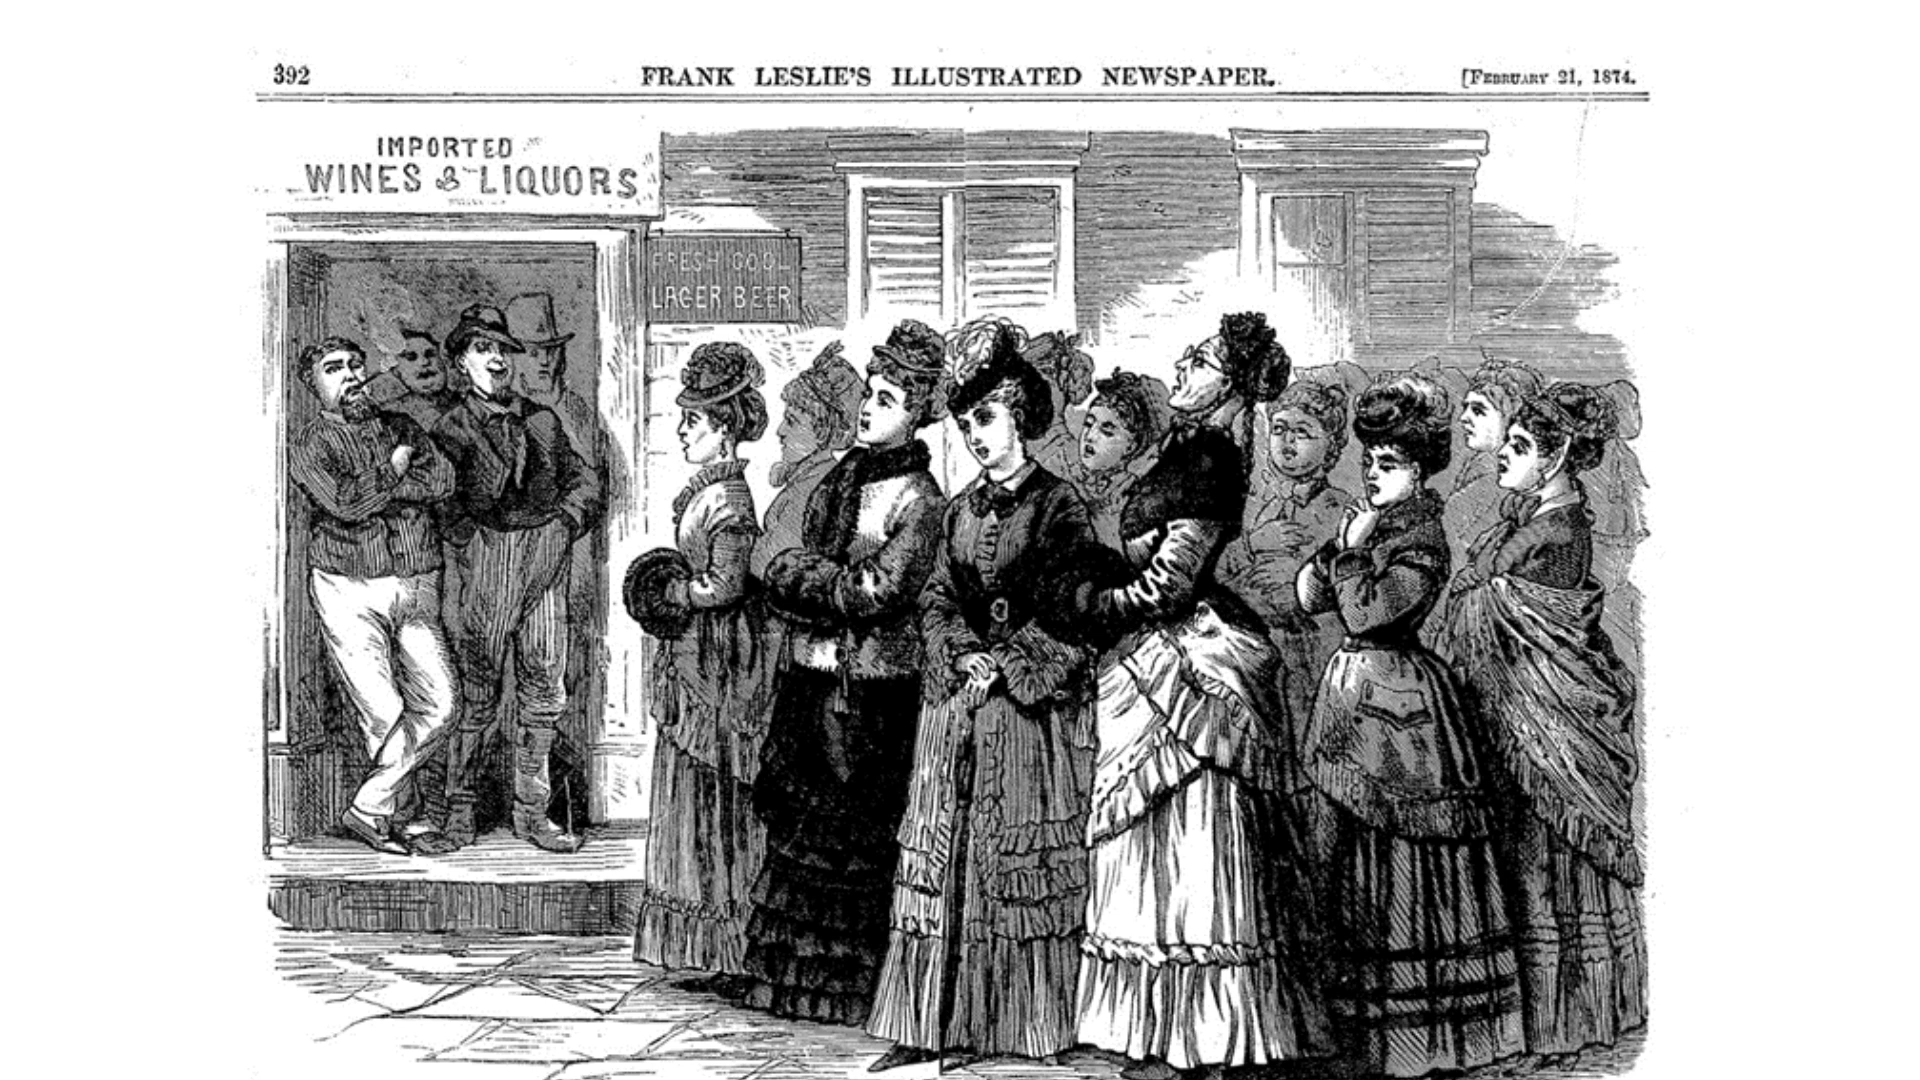 392
FRANK LESLIE'S ILLUSTRATED NEWSPAPER.
[FEBRUARY 21, 1874.
IMPORTED
WINES & LIQUORS
FRESH COOL
LAGER BEER